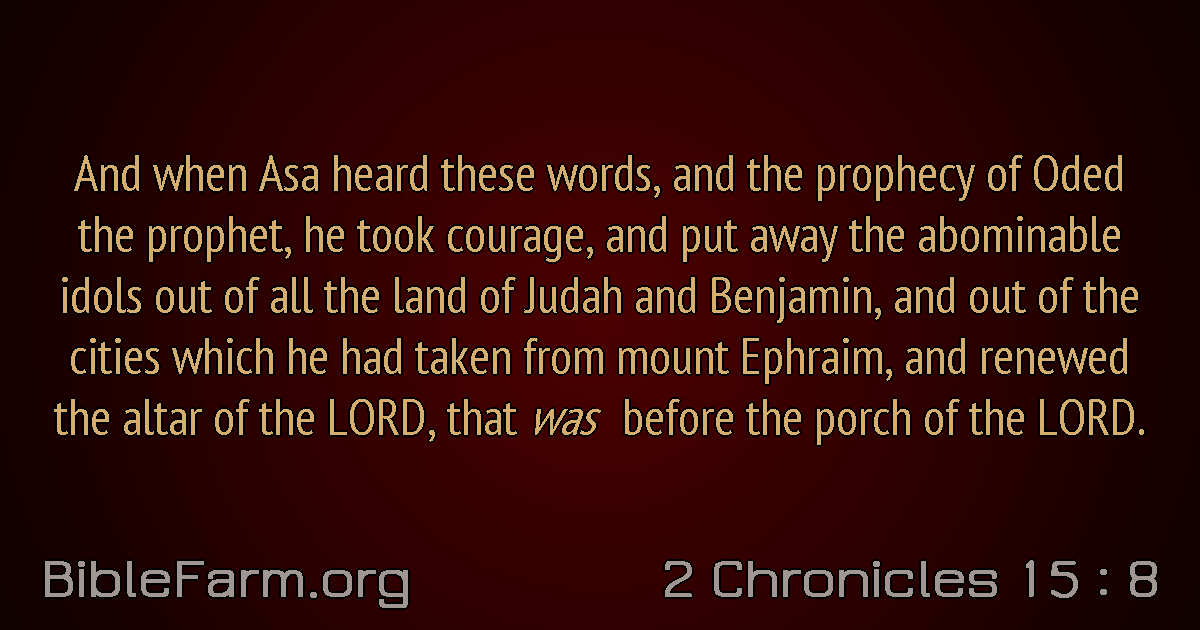 And when Asa heard these words, and the prophecy of Oded
the prophet, he took courage, and put away the abominable
idols out of all the land of Judah and Benjamin, and out of the
cities which he had taken from mount Ephraim, and renewed
the altar of the LORD, that was before the porch of the LORD.
BibleFarm.org
2 Chronicles 15 : 8